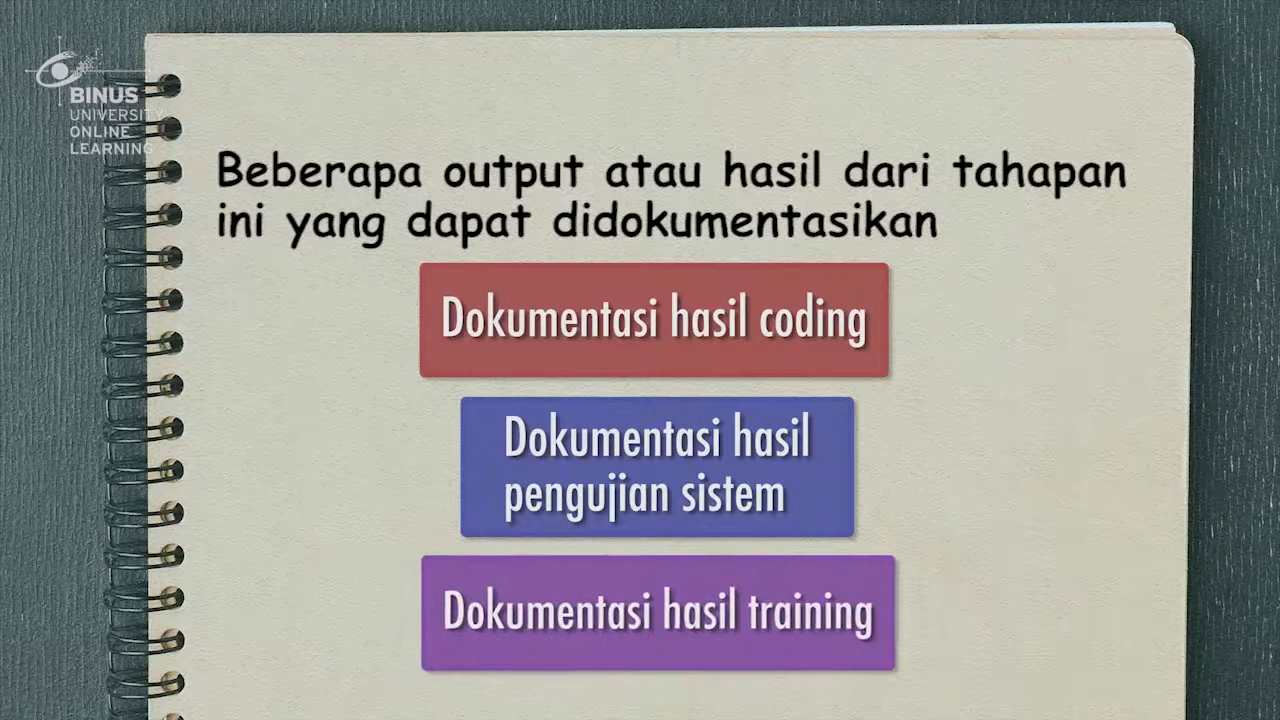 BINUS
UNIVERSITY
ONLINE
LEARNING
Beberapa output atau hasil dari tahapan
ini yang dapat didokumentasikan
Dokumentasi hasil coding
Dokumentasi hasil
pengujian sistem
Dokumentasi hasil training